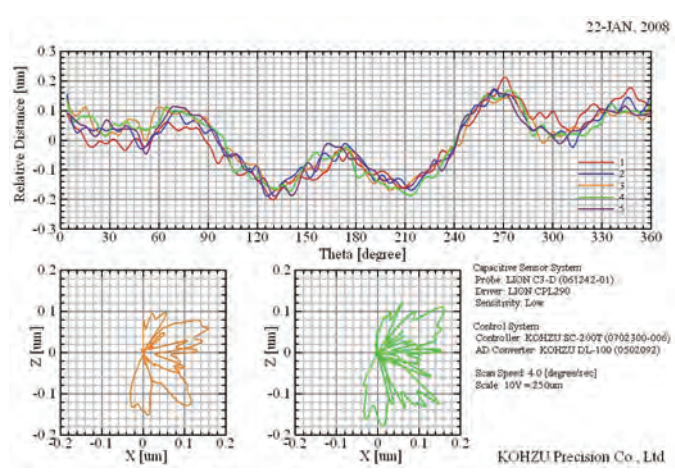 22-JAN, 2008
Relative Distance [um]
0.3
0.2
0.1
0
-0.1
-0.2
-0.3
0 30 60 90 120 150 180 210 240 270 300 330 360
Theta [degree]
1
2
3
4
5
Z [um]
0.2
0.1
0
-0.1
-0.2
-0.2 -0.1 0 0.1 0.2
X [um]
Z [um]
0.2
0.1
0
-0.1
-0.2
-0.2 -0.1 0 0.1 0.2
X [um]
Capacitive Sensor System
Probe: LION C3-D (061242-01)
Driver: LION CPL290
Sensitivity: Low
Control System
Controller: KOHZU SC-200T (0702300-006)
AD Converter: KOHZU DL-100 (0502092)
Scan Speed: 4.0 [degree/sec]
Scale: 10V = 250um
KOHZU Precision Co., Ltd